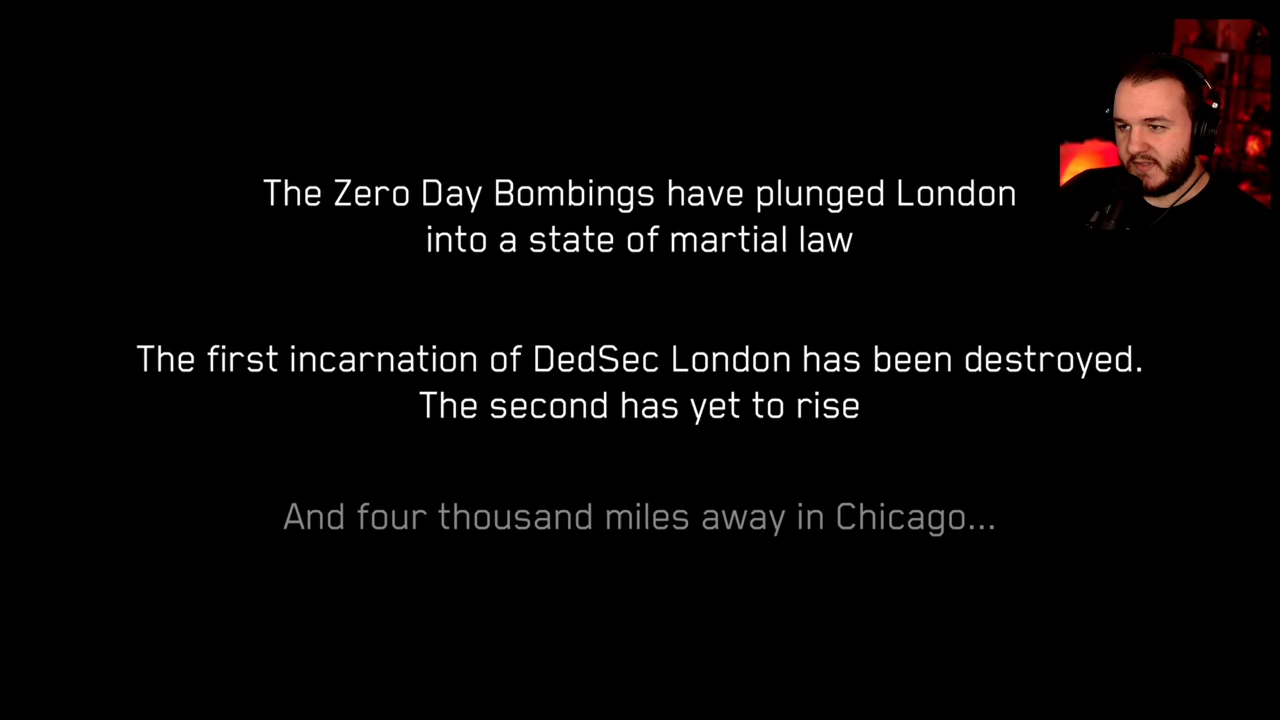 The Zero Day Bombings have plunged London
into a state of martial law
The first incarnation of DedSec London has been destroyed.
The second has yet to rise
And four thousand miles away in Chicago...